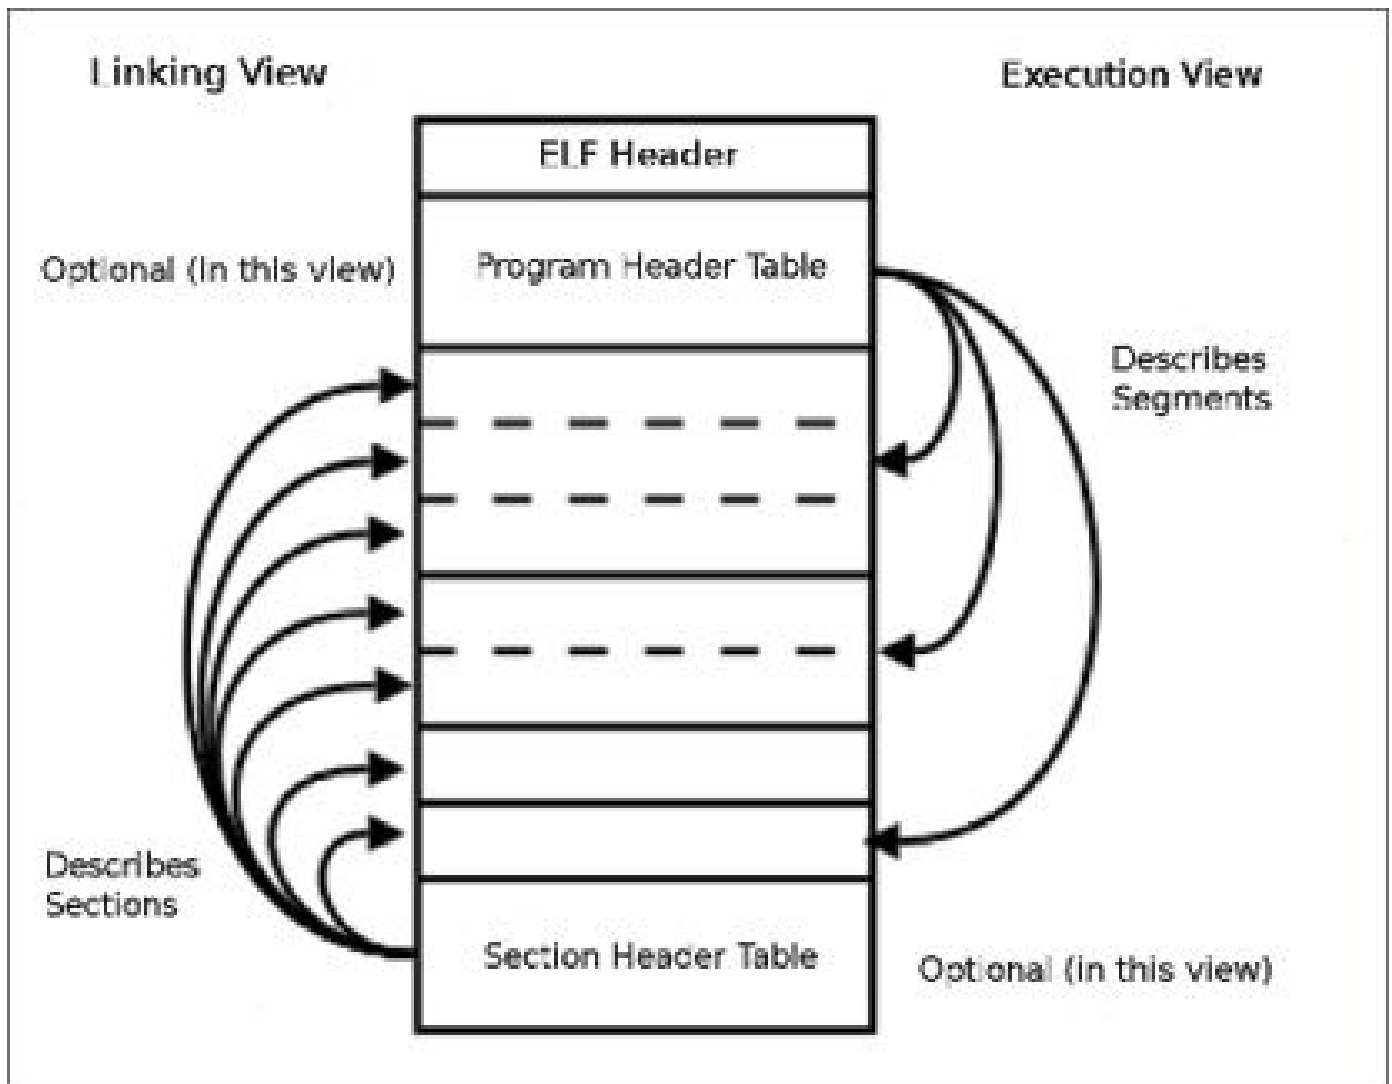 Linking View
Execution View
ELF Header
Optional (in this view)
Program Header Table
Describes
Segments
Describes
Sections
Section Header Table
Optional (in this view)